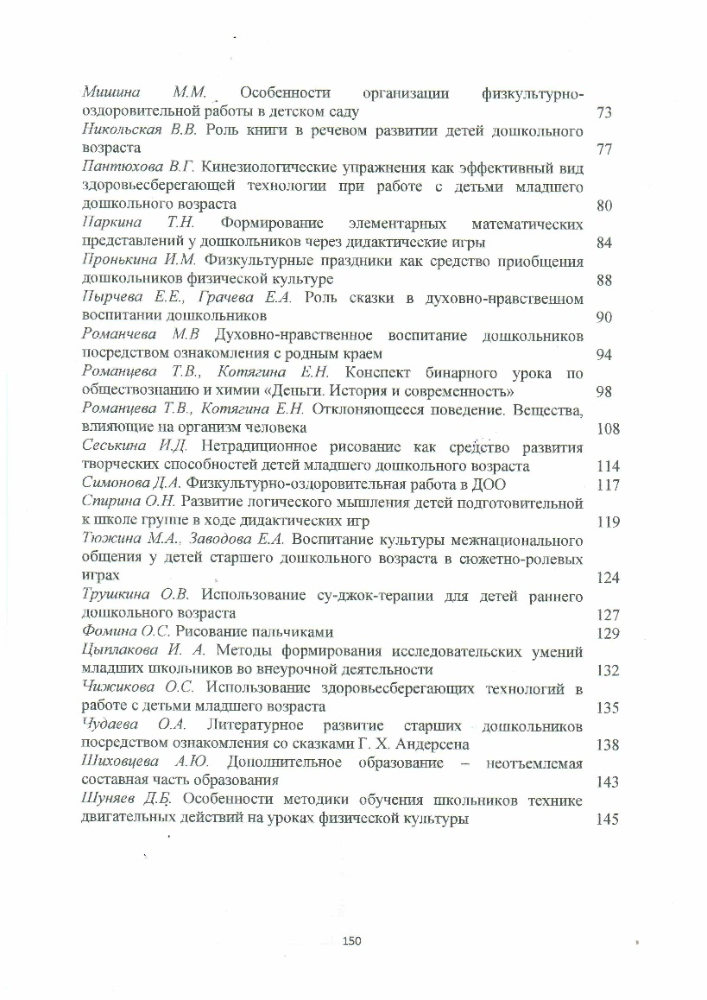 Мишина М.М. Особенности организации физкультурно-
оздоровительной работы в детском саду 73
Никольская В.В. Роль книги в речевом развитии детей дошкольного
возраста 77
Пантюхова В.Г. Кинезиологические упражнения как эффективный вид
здоровьесберегающей технологии при работе с детьми младшего
дошкольного возраста 80
Паркина Т.Н. Формирование элементарных математических
представлений у дошкольников через дидактические игры 84
Пронькина И.М. Физкультурные праздники как средство приобщения
дошкольников физической культуре 88
Пырчева Е.Е., Грачева Е.А. Роль сказки в духовно-нравственном
воспитании дошкольников 90
Романчева М.В Духовно-нравственное воспитание дошкольников
посредством ознакомления с родным краем 94
Романцева Т.В., Котягина Е.Н. Конспект бинарного урока по
обществознанию и химии «Деньги. История и современность» 98
Романцева Т.В., Котягина Е.Н. Отклоняющееся поведение. Вещества,
влияющие на организм человека 108
Сеськина И.Д. Нетрадиционное рисование как средство развития
творческих способностей детей младшего дошкольного возраста 114
Симонова Д.А. Физкультурно-оздоровительная работа в ДОО 117
Спирина О.Н. Развитие логического мышления детей подготовительной
к школе группе в ходе дидактических игр 119
Тюжина М.А., Заводова Е.А. Воспитание культуры межнационального
общения у детей старшего дошкольного возраста в сюжетно-ролевых
играх 124
Трушкина О.В. Использование су-джок-терапии для детей раннего
дошкольного возраста 127
Фомина О.С. Рисование пальчиками 129
Цыплакова И. А. Методы формирования исследовательских умений
младших школьников во внеурочной деятельности 132
Чижикова О.С. Использование здоровьесберегающих технологий в
работе с детьми младшего возраста 135
Чудаева О.А. Литературное развитие старших дошкольников
посредством ознакомления со сказками Г. Х. Андерсена 138
Шиховцева А.Ю. Дополнительное образование – неотъемлемая
составная часть образования 143
Шуняев Д.Б. Особенности методики обучения школьников технике
двигательных действий на уроках физической культуры 145
150